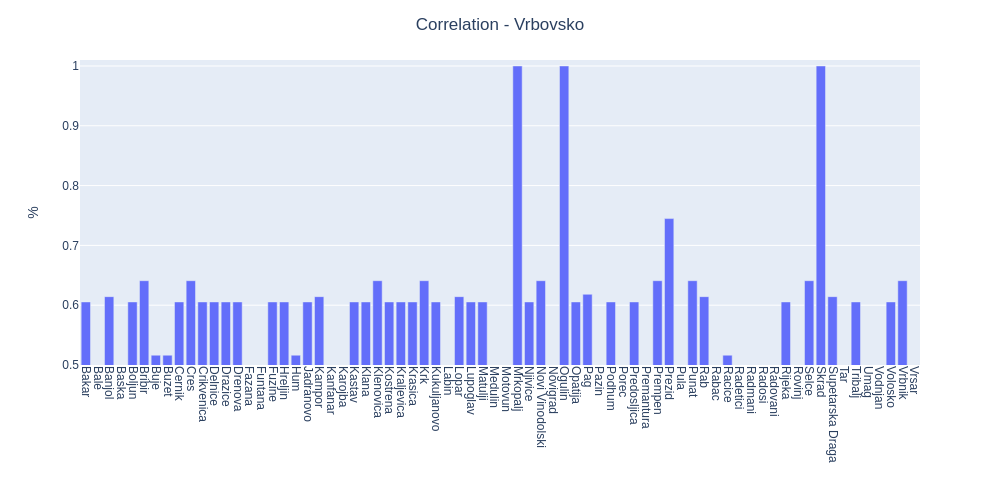 Correlation - Vrbovsko
%
1
0.9
0.8
0.7
0.6
0.5
Bakar
Bale
Banjol
Baska
Boljun
Bribir
Buje
Buzet
Cernik
Cres
Crikvenica
Delnice
Drazice
Drenova
Fazana
Funtana
Fuzine
Hreljin
Hum
Jadranovo
Kampor
Kanfanar
Karojba
Kastav
Klana
Klenovica
Kostrena
Kraljevica
Krasica
Krk
Kukuljanovo
Labin
Lopar
Lupoglav
Matulji
Medulin
Motovun
Mrkopalj
Njivice
Novi Vinodolski
Novigrad
Opulin
Opatija
Pag
Pazin
Podhum
Porec
Predosljica
Premantura
Prempen
Prezid
Pula
Punat
Rab
Rabac
Racice
Radetici
Radmani
Radosi
Radovani
Rijeka
Rovinj
Selce
Skrad
Supetarska Draga
Tar
Tribalj
Umag
Vodnjan
Volosko
Vrbnik
Vrsar